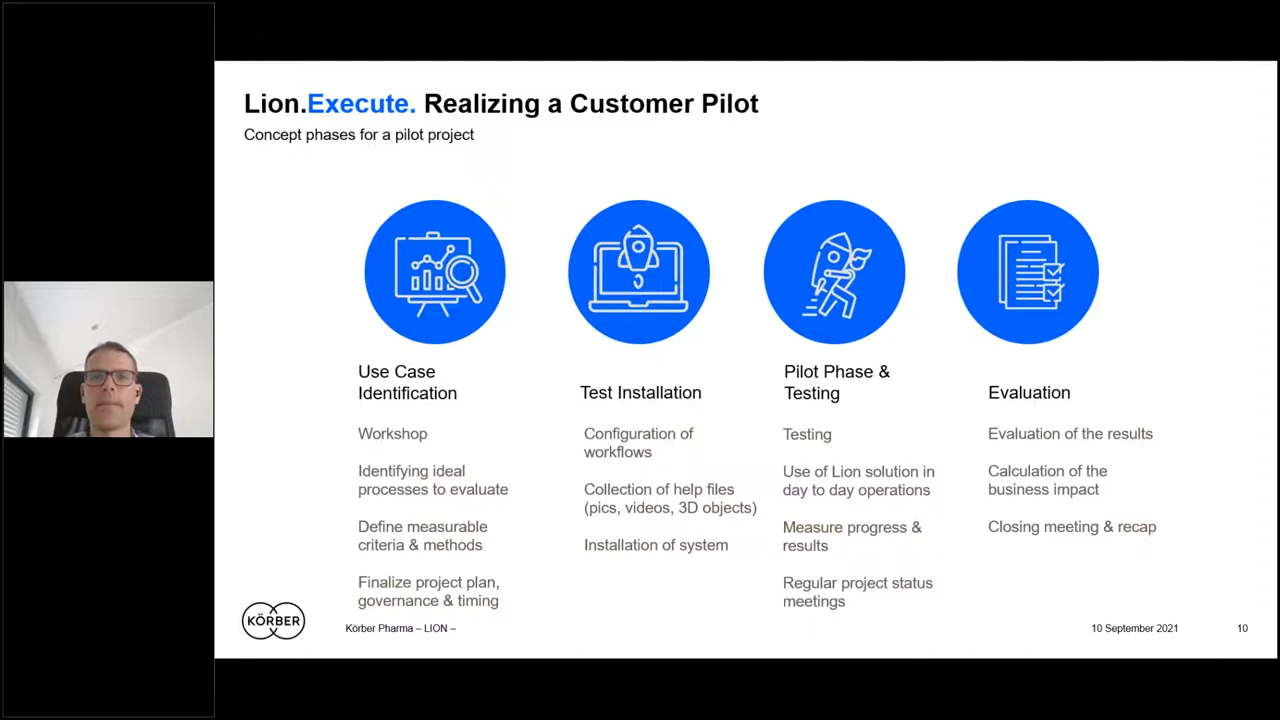 Lion.Execute. Realizing a Customer Pilot
Concept phases for a pilot project
Use Case
Identification
Workshop
Identifying ideal
processes to evaluate
Define measurable
criteria & methods
Finalize project plan,
governance & timing
Test Installation
Configuration of
workflows
Collection of help files
(pics, videos, 3D objects)
Installation of system
Pilot Phase &
Testing
Testing
Use of Lion solution in
day to day operations
Measure progress &
results
Regular project status
meetings
Evaluation
Evaluation of the results
Calculation of the
business impact
Closing meeting & recap
KÖRBER
Körber Pharma – LION –
10 September 2021
10